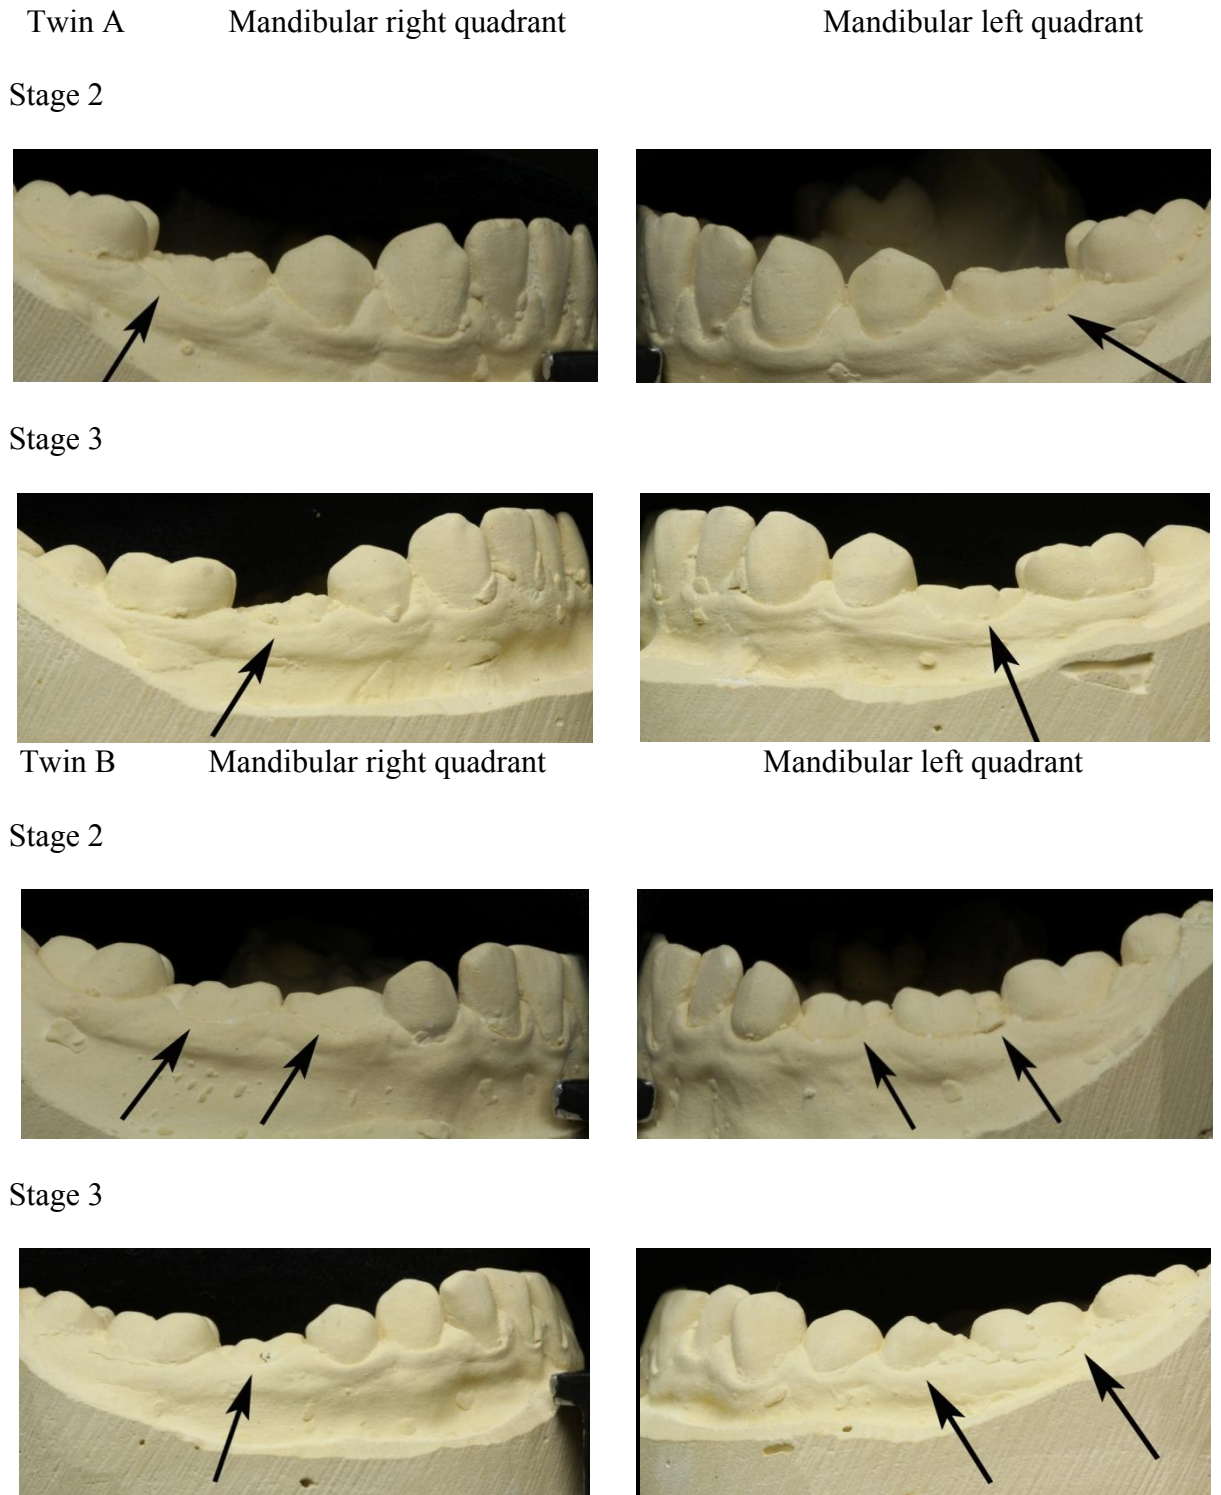 Twin A Mandibular right quadrant Mandibular left quadrant
Stage 2
Stage 3
Twin B Mandibular right quadrant Mandibular left quadrant
Stage 2
Stage 3